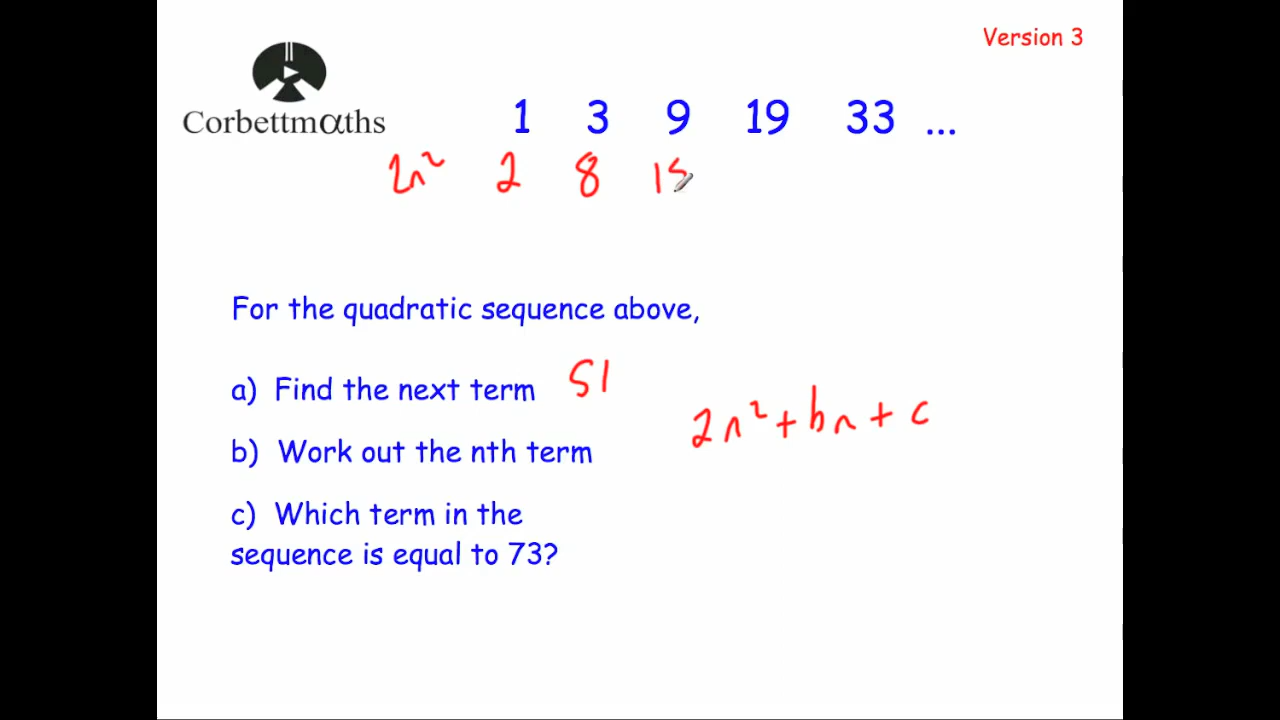 Version 3
Corbettmαths
1 3 9 19 33 ...
2n² 2 8
For the quadratic sequence above,
a) Find the next term 51
2n² + bn + c
b) Work out the nth term
c) Which term in the
sequence is equal to 73?